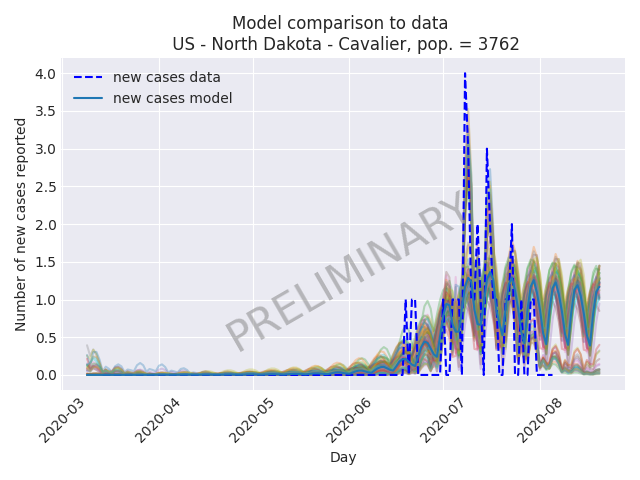 Model comparison to data
US - North Dakota - Cavalier, pop. = 3762
new cases data
new cases model
PRELIMINARY
Number of new cases reported
4.0
3.5
3.0
2.5
2.0
1.5
1.0
0.5
0.0
2020-03
2020-04
2020-05
2020-06
2020-07
2020-08
Day